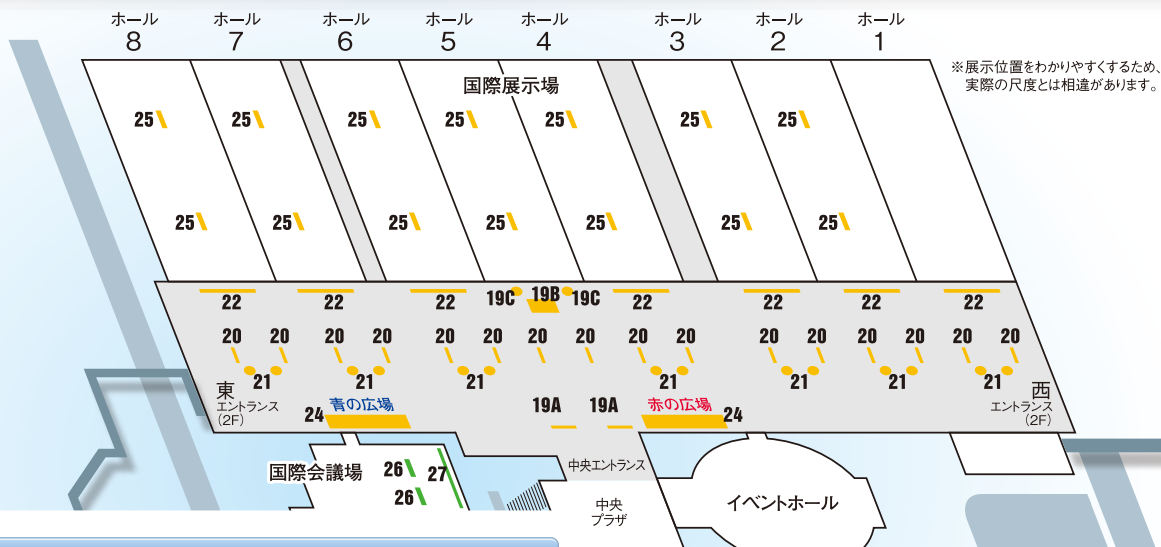 ホール ホール ホール ホール ホール ホール ホール ホール
8 7 6 5 4 3 2 1
※展示位置をわかりやすくするため、
実際の尺度とは相違があります。
国際展示場
25 25 25 25 25 25 25
25 25 25 25 25 25 25
22 22 22 19C 19B 19C 22 22 22 22
20 20 20 20 20 20 20 20 20 20 20 20 20 20 20 20
21 21 21 21 21 21 21
東
エントランス
(2F)
西
エントランス
(2F)
24 青の広場 19A 19A 赤の広場 24
国際会議場 26 27
26
中央エントランス
中央
プラザ
イベントホール